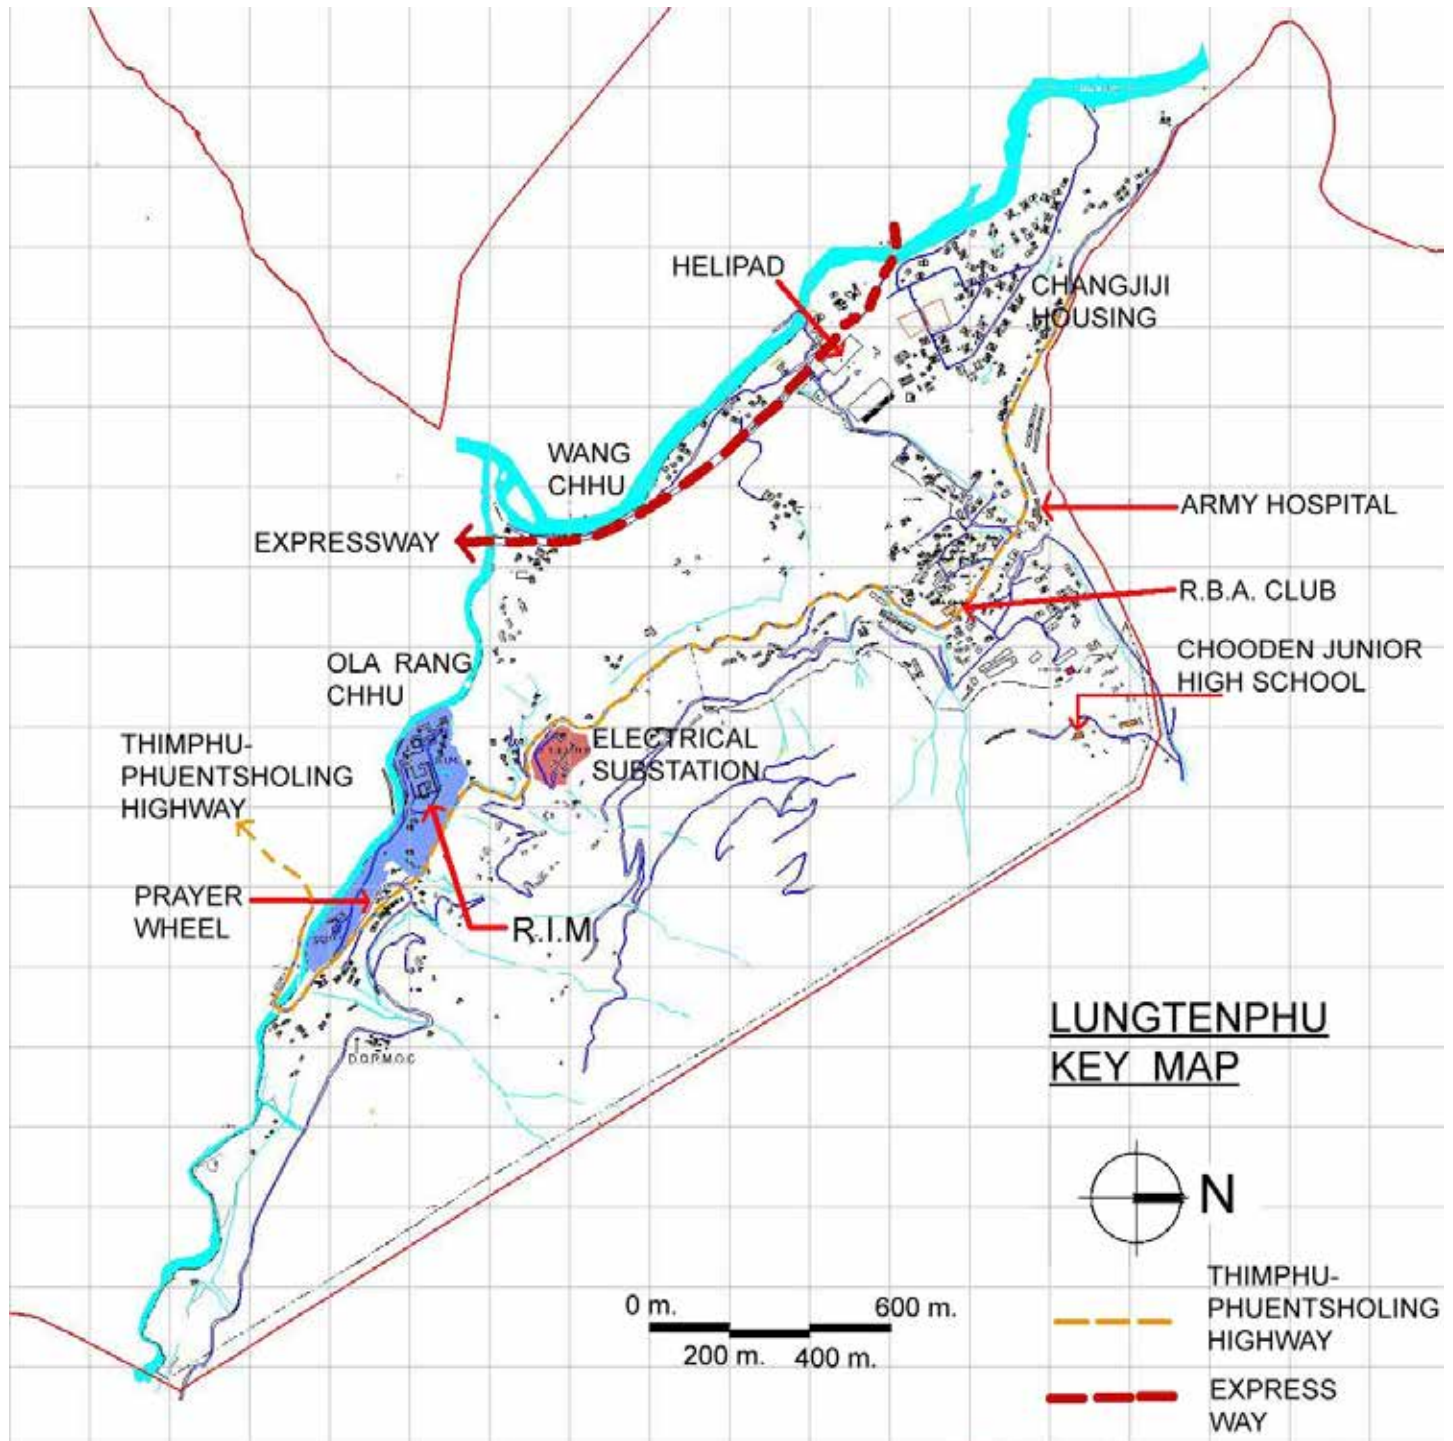 HELIPAD
CHANGJIJI
HOUSING
WANG
CHHU
ARMY HOSPITAL
EXPRESSWAY
R.B.A. CLUB
OLA RANG
CHHU
CHOODEN JUNIOR
HIGH SCHOOL
THIMPHU-
PHUENTSHOLING
HIGHWAY
ELECTRICAL
SUBSTATION
PRAYER
WHEEL
R.I.M.
LUNGTENPHU
KEY MAP
D.O.P.M.O.C
N
THIMPHU-
PHUENTSHOLING
HIGHWAY
0 m. 600 m.
200 m. 400 m.
EXPRESS
WAY